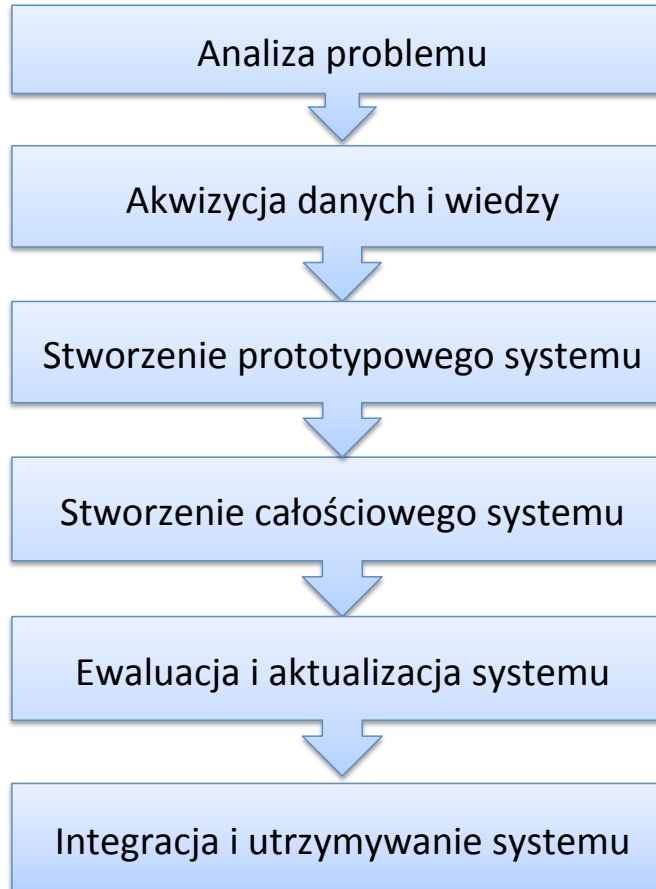 Analiza problemu
Akwizycja danych i wiedzy
Stworzenie prototypowego systemu
Stworzenie całościowego systemu
Ewaluacja i aktualizacja systemu
Integracja i utrzymywanie systemu